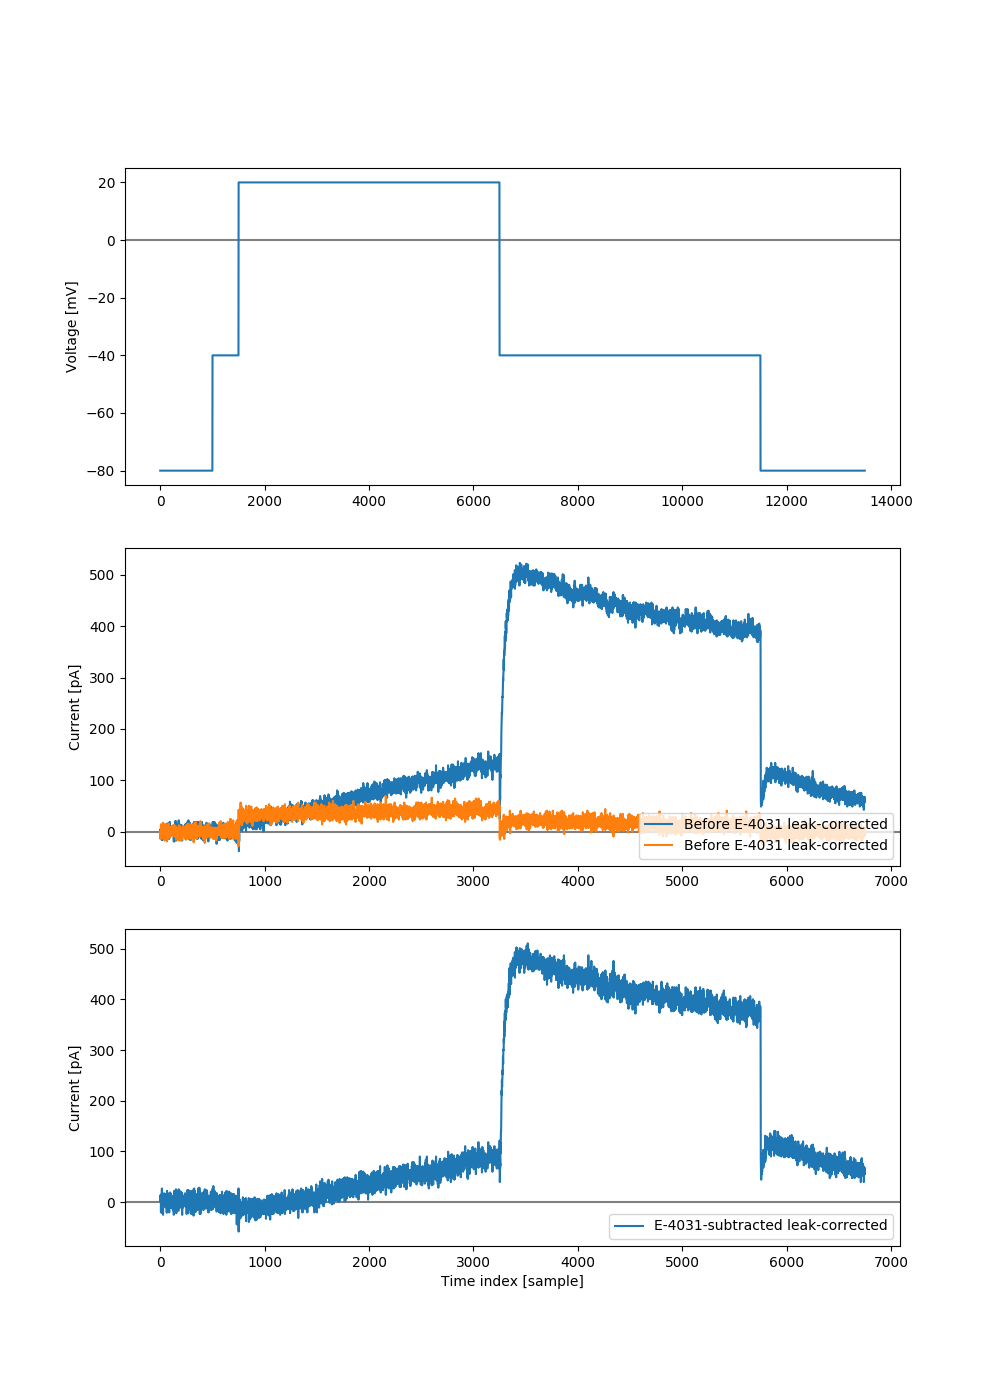 20
0
−20
−40
−60
−80
Voltage [mV]
0 2000 4000 6000 8000 10000 12000 14000
500
400
300
200
100
0
Current [pA]
Before E-4031 leak-corrected
Before E-4031 leak-corrected
0 1000 2000 3000 4000 5000 6000 7000
500
400
300
200
100
0
Current [pA]
E-4031-subtracted leak-corrected
0 1000 2000 3000 4000 5000 6000 7000
Time index [sample]